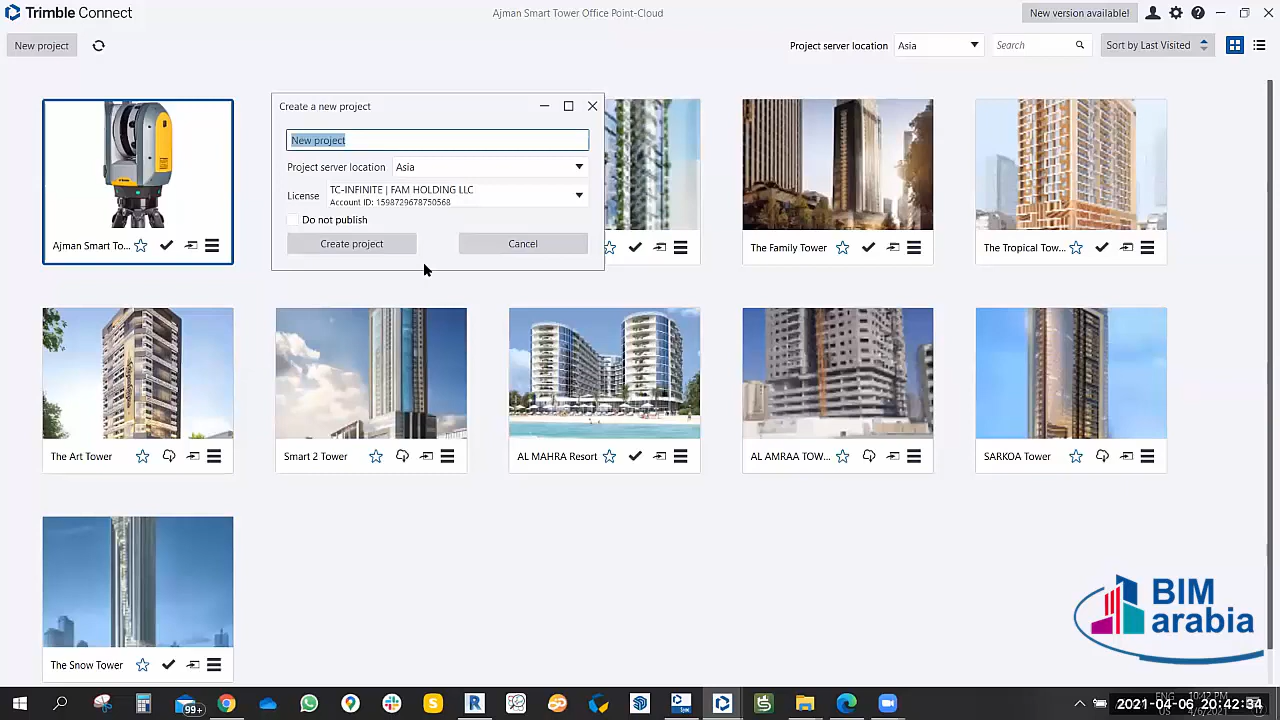 Trimble Connect
Ajman Smart Tower Office Point-Cloud
New version available!
New project
Project server location
Asia
Search
Sort by Last Visited
Create a new project
New project
Project server location
Asia
License
TC-INFINITE | FAM HOLDING LLC
Account ID: 1598729678750568
Do not publish
Create project
Cancel
Ajman Smart To...
The Family Tower
The Tropical Tow...
The Art Tower
Smart 2 Tower
AL MAHRA Resort
AL AMRAA TOW...
SARKOA Tower
The Snow Tower
BIM
arabia
99+
2021-04-06 20:42:34